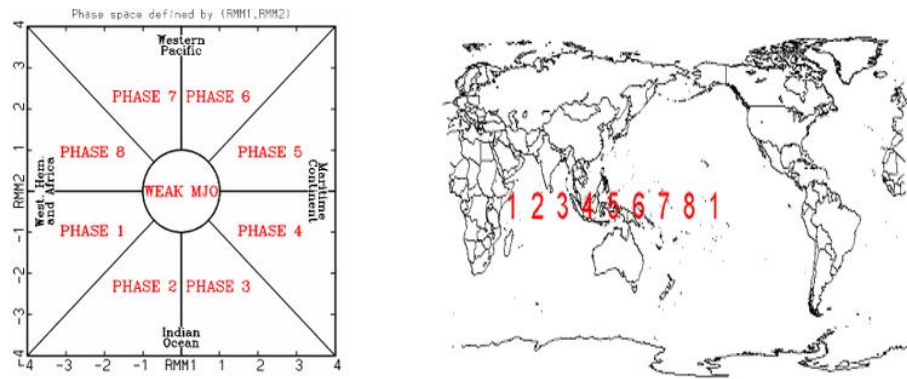 Phase space defined by (RMM1,RMM2)
4
Western
Pacific
3
PHASE 7 PHASE 6
2
1
PHASE 8
PHASE 5
RMM2
0
West. Hem.
and Africa
WEAK MJO
Maritime
Continent
-1
PHASE 1
PHASE 4
-2
PHASE 2 PHASE 3
-3
Indian
Ocean
-4
-4 -3 -2 -1 RMM1 1 2 3 4
1 2 3 4 5 6 7 8 1